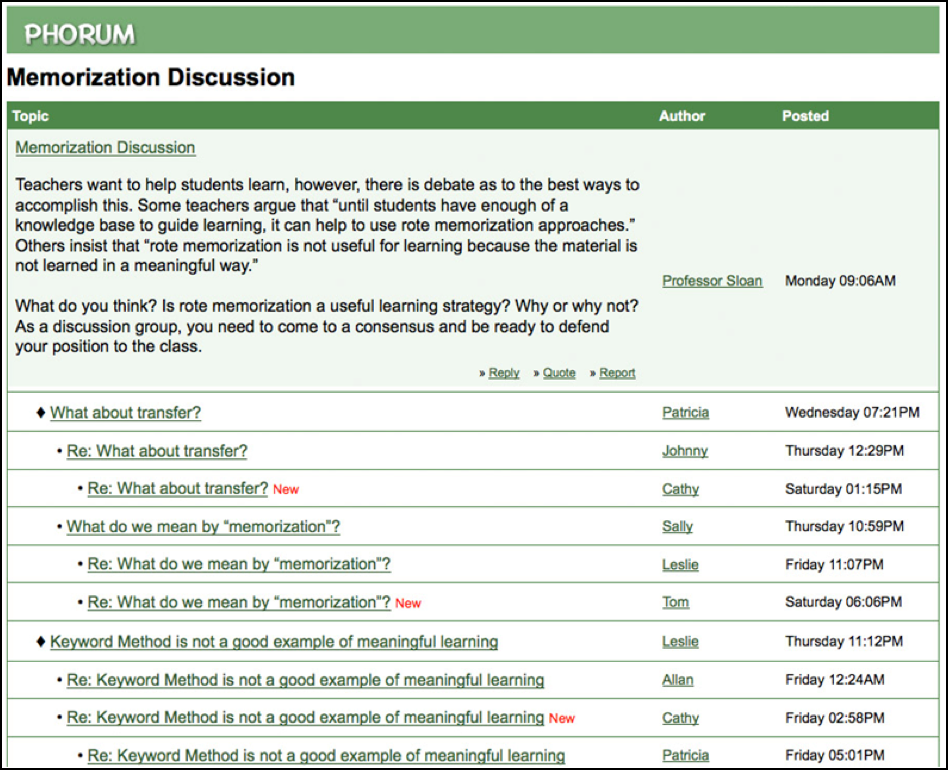 PHORUM
Memorization Discussion
Topic Author Posted
Memorization Discussion
Teachers want to help students learn, however, there is debate as to the best ways to
accomplish this. Some teachers argue that “until students have enough of a
knowledge base to guide learning, it can help to use rote memorization approaches.”
Others insist that “rote memorization is not useful for learning because the material is
not learned in a meaningful way.”
Professor Sloan Monday 09:06AM
What do you think? Is rote memorization a useful learning strategy? Why or why not?
As a discussion group, you need to come to a consensus and be ready to defend
your position to the class.
» Reply » Quote » Report
♦ What about transfer? Patricia Wednesday 07:21PM
• Re: What about transfer? Johnny Thursday 12:29PM
• Re: What about transfer? New Cathy Saturday 01:15PM
• What do we mean by “memorization”? Sally Thursday 10:59PM
• Re: What do we mean by “memorization”? Leslie Friday 11:07PM
• Re: What do we mean by “memorization”? New Tom Saturday 06:06PM
♦ Keyword Method is not a good example of meaningful learning Leslie Thursday 11:12PM
• Re: Keyword Method is not a good example of meaningful learning Allan Friday 12:24AM
• Re: Keyword Method is not a good example of meaningful learning New Cathy Friday 02:58PM
• Re: Keyword Method is not a good example of meaningful learning Patricia Friday 05:01PM